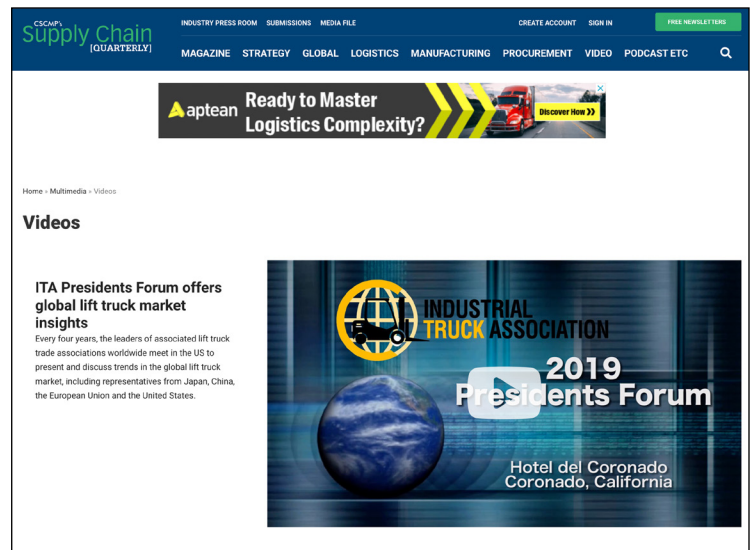 CSCMP's
Supply Chain
[QUARTERLY]
INDUSTRY PRESS ROOM SUBMISSIONS MEDIA FILE
CREATE ACCOUNT SIGN IN
FREE NEWSLETTERS
MAGAZINE STRATEGY GLOBAL LOGISTICS MANUFACTURING PROCUREMENT VIDEO PODCAST ETC
aptean
Ready to Master
Logistics Complexity?
Discover How
Home » Multimedia » Videos
Videos
ITA Presidents Forum offers
global lift truck market
insights
Every four years, the leaders of associated lift truck
trade associations worldwide meet in the US to
present and discuss trends in the global lift truck
market, including representatives from Japan, China,
the European Union and the United States.
INDUSTRIAL
TRUCK ASSOCIATION
2019
Presidents Forum
Hotel del Coronado
Coronado, California